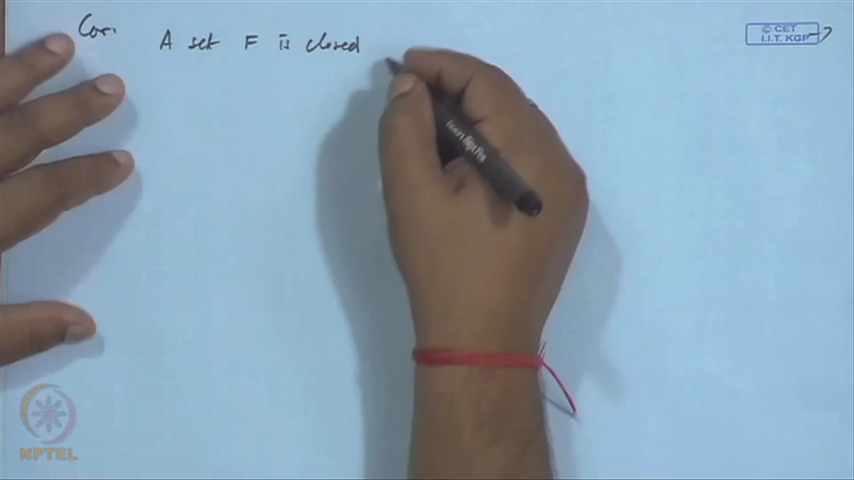 Cor.
A set F is closed
© CET
I.I.T. KGP
NPTEL